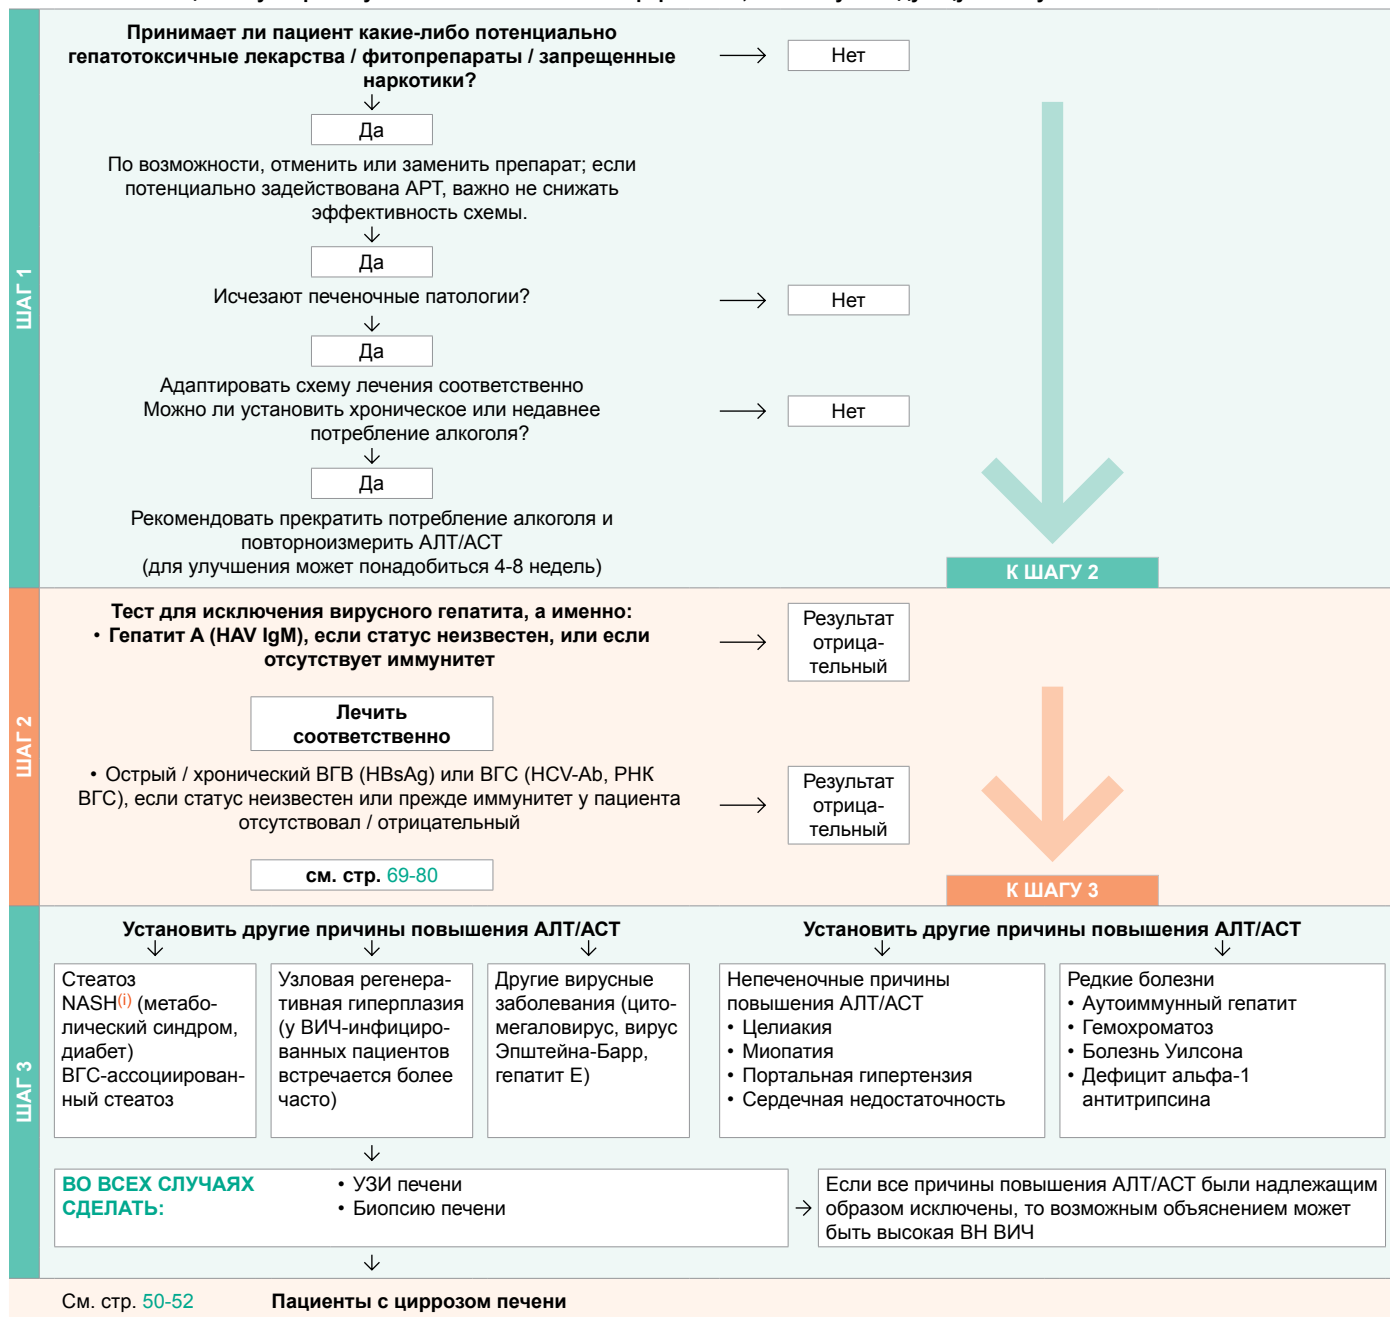 ШАГ 1
Принимает ли пациент какие-либо потенциально
гепатотоксичные лекарства / фитопрепараты / запрещенные
наркотики?
Нет
Да
По возможности, отменить или заменить препарат; если
потенциально задействована АРТ, важно не снижать
эффективность схемы.
Да
Исчезают печеночные патологии?
Нет
Да
Адаптировать схему лечения соответственно
Можно ли установить хроническое или недавнее
потребление алкоголя?
Нет
Да
Рекомендовать прекратить потребление алкоголя и
повторноизмерить АЛТ/АСТ
(для улучшения может понадобиться 4-8 недель)
К ШАГУ 2
ШАГ 2
Тест для исключения вирусного гепатита, а именно:
• Гепатит А (HAV IgM), если статус неизвестен, или если
отсутствует иммунитет
Результат
отрица-
тельный
Лечить
соответственно
• Острый / хронический ВГВ (HBsAg) или ВГС (HCV-Ab, РНК
ВГС), если статус неизвестен или прежде иммунитет у пациента
отсутствовал / отрицательный
Результат
отрица-
тельный
см. стр. 69-80
К ШАГУ 3
ШАГ 3
Установить другие причины повышения АЛТ/АСТ
Стеатоз
NASH(i) (метабо-
лический синдром,
диабет)
ВГС-ассоциирован-
ный стеатоз
Узловая регенера-
тивная гиперплазия
(у ВИЧ-инфициро-
ванных пациентов
встречается более
часто)
Другие вирусные
заболевания (цито-
мегаловирус, вирус
Эпштейна-Барр,
гепатит Е)
Установить другие причины повышения АЛТ/АСТ
Непеченочные причины
повышения АЛТ/АСТ
• Целиакия
• Миопатия
• Портальная гипертензия
• Сердечная недостаточность
Редкие болезни
• Аутоиммунный гепатит
• Гемохроматоз
• Болезнь Уилсона
• Дефицит альфа-1
антитрипсина
ВО ВСЕХ СЛУЧАЯХ
СДЕЛАТЬ:
• УЗИ печени
• Биопсию печени
Если все причины повышения АЛТ/АСТ были надлежащим
образом исключены, то возможным объяснением может
быть высокая ВН ВИЧ
См. стр. 50-52 Пациенты с циррозом печени